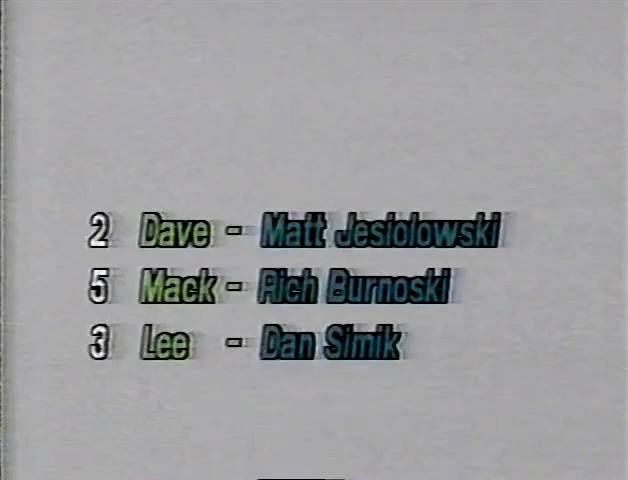 2 Dave - Matt Jesiolowski
5 Mack - Rich Burnoski
3 Lee - Dan Simik